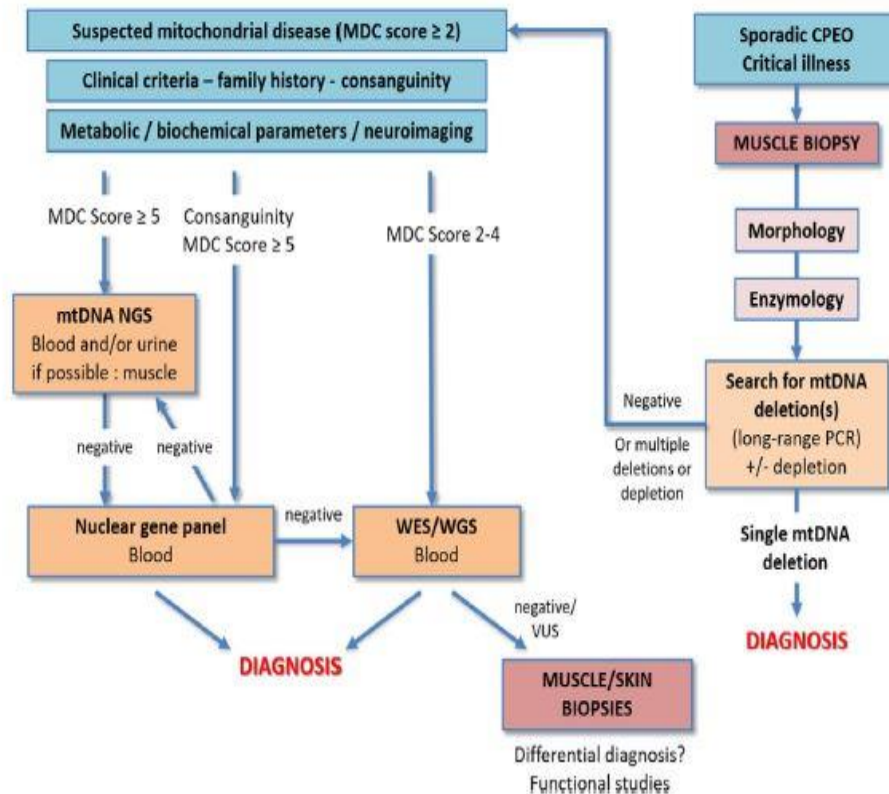 Suspected mitochondrial disease (MDC score ≥ 2)
Clinical criteria – family history - consanguinity
Metabolic / biochemical parameters / neuroimaging
Sporadic CPEO
Critical illness
MUSCLE BIOPSY
Morphology
Enzymology
Search for mtDNA
deletion(s)
(long-range PCR)
+/- depletion
Negative
Or multiple
deletions or
depletion
Single mtDNA
deletion
DIAGNOSIS
MDC Score ≥ 5
Consanguinity
MDC Score ≥ 5
MDC Score 2-4
mtDNA NGS
Blood and/or urine
if possible : muscle
negative
negative
Nuclear gene panel
Blood
negative
WES/WGS
Blood
DIAGNOSIS
negative/
VUS
MUSCLE/SKIN
BIOPSIES
Differential diagnosis?
Functional studies